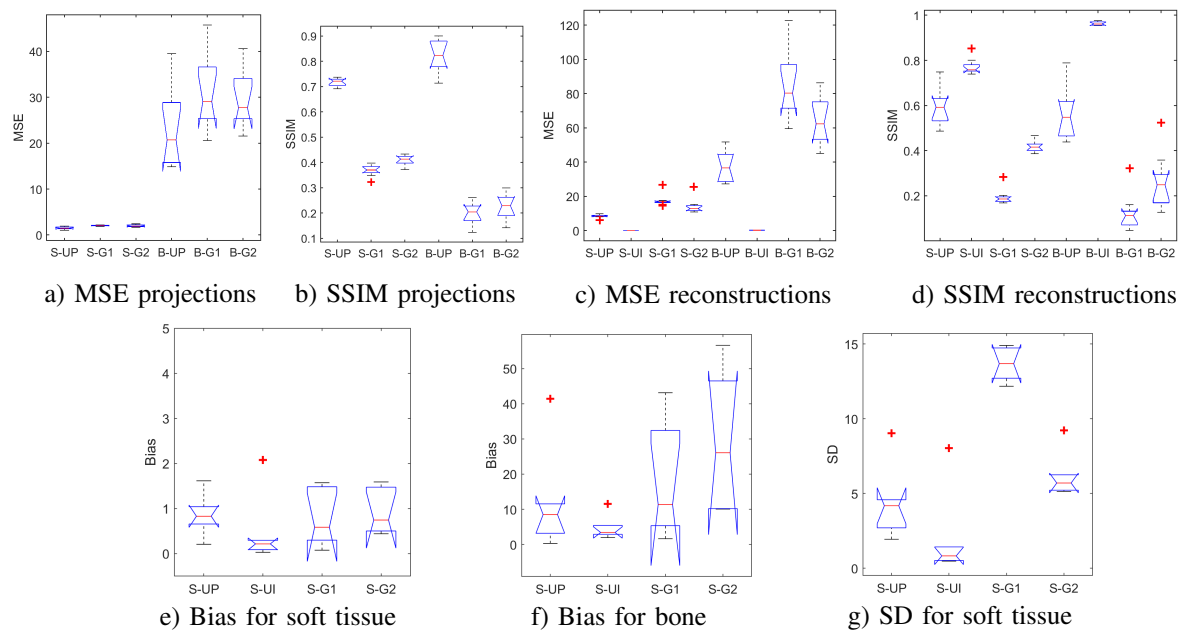 MSE
40
30
20
10
0
S-UP S-G1 S-G2 B-UP B-G1 B-G2
a) MSE projections
SSIM
0.9
0.8
0.7
0.6
0.5
0.4
0.3
0.2
0.1
S-UP S-G1 S-G2 B-UP B-G1 B-G2
b) SSIM projections
MSE
120
100
80
60
40
20
0
S-UP S-UI S-G1 S-G2 B-UP B-UI B-G1 B-G2
c) MSE reconstructions
SSIM
1
0.8
0.6
0.4
0.2
S-UP S-UI S-G1 S-G2 B-UP B-UI B-G1 B-G2
d) SSIM reconstructions
Bias
5
4
3
2
1
0
S-UP S-UI S-G1 S-G2
e) Bias for soft tissue
Bias
50
40
30
20
10
0
S-UP S-UI S-G1 S-G2
f) Bias for bone
SD
15
10
5
0
S-UP S-UI S-G1 S-G2
g) SD for soft tissue